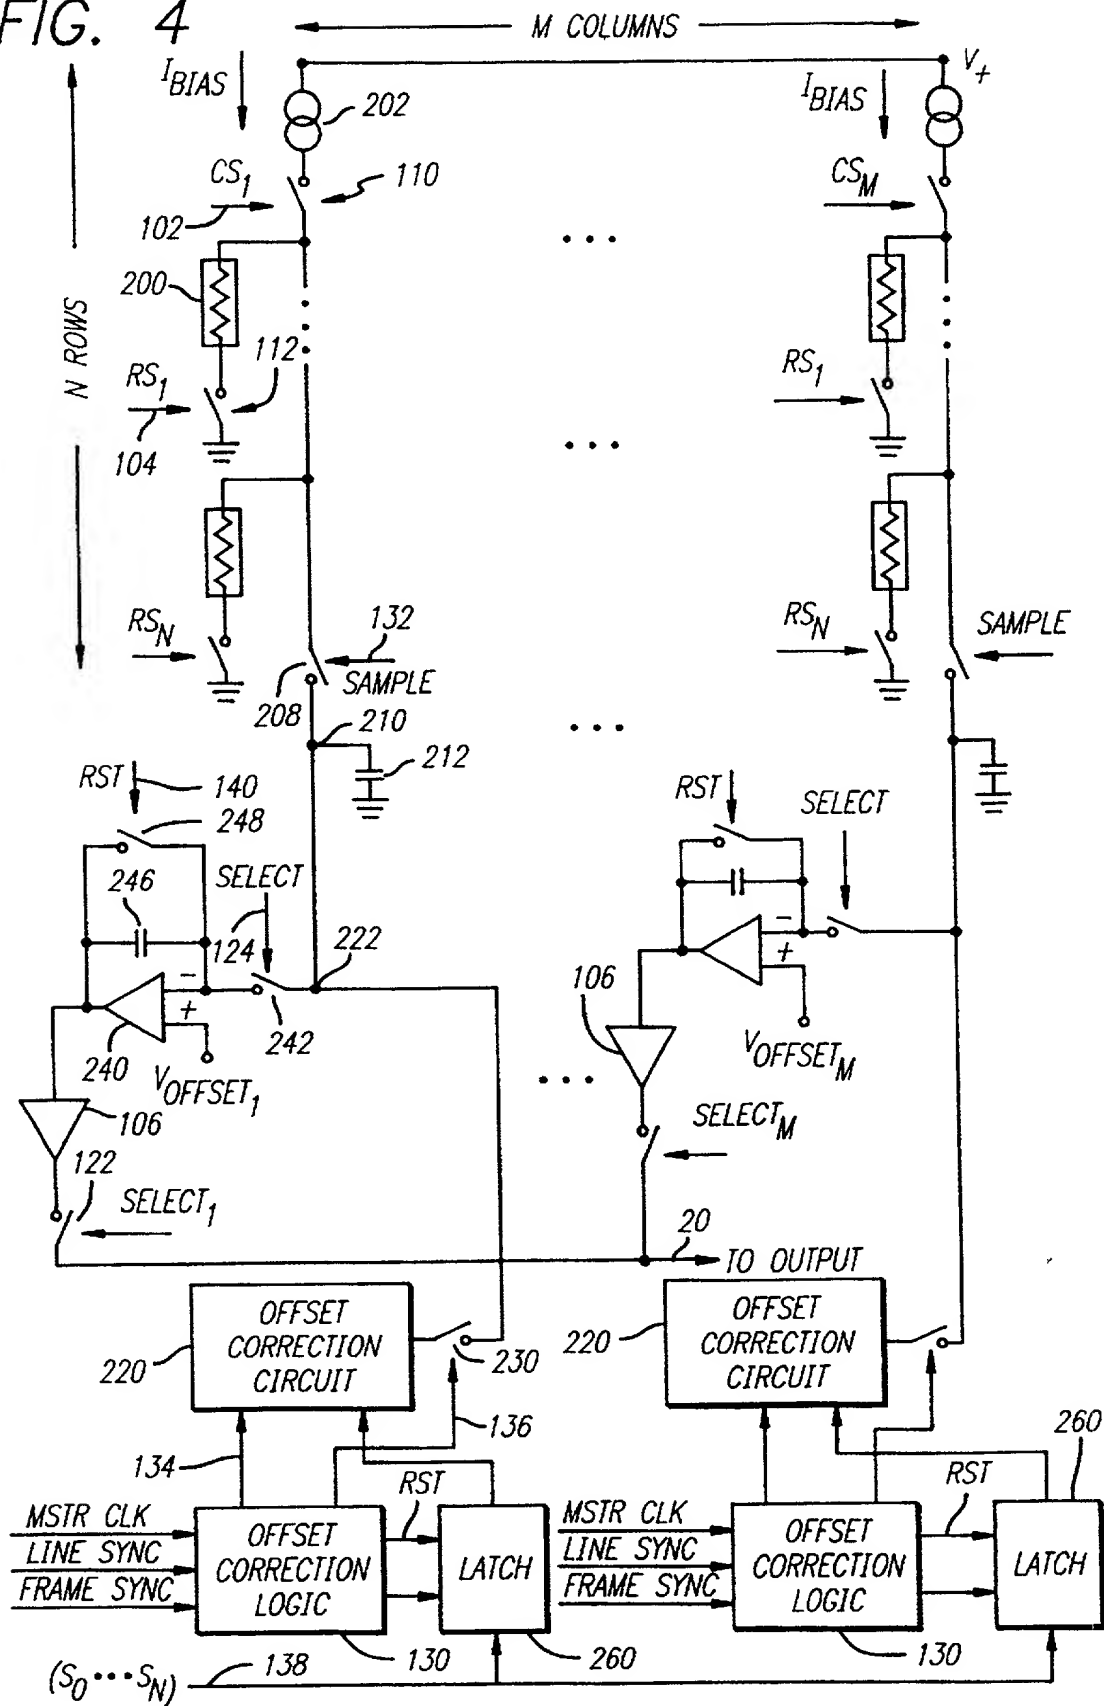 FIG. 4
M COLUMNS
I BIAS
202
I BIAS
V+
CS1
110
CSM
102
200
N ROWS
RS1
112
RS1
104
RSN
132
SAMPLE
208
RSN
SAMPLE
210
212
RST
140
248
RST
SELECT
246
SELECT
124
222
−
+
242
240
VOFFSET1
−
+
106
VOFFSETM
106
122
SELECT1
SELECTM
20
TO OUTPUT
OFFSET
CORRECTION
CIRCUIT
220
230
OFFSET
CORRECTION
CIRCUIT
220
136
134
RST
260
RST
MSTR CLK
LINE SYNC
FRAME SYNC
OFFSET
CORRECTION
LOGIC
LATCH
MSTR CLK
LINE SYNC
FRAME SYNC
OFFSET
CORRECTION
LOGIC
LATCH
130
260
130
(S0 ••• SN)
138